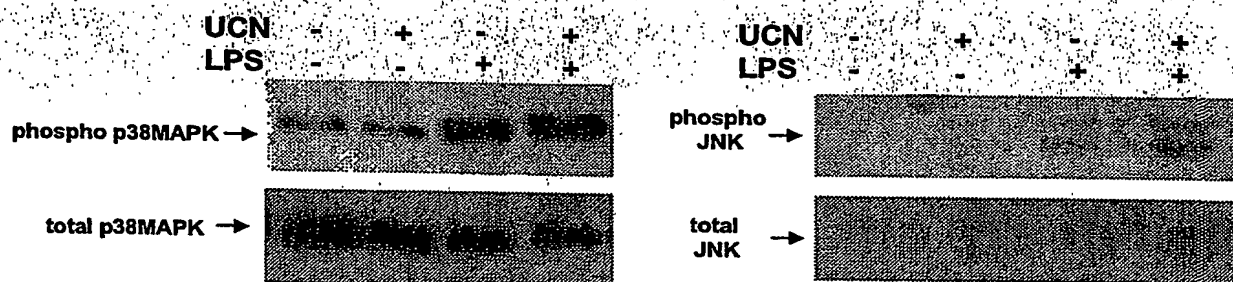 UCN - + - +
LPS - - + +
phospho p38MAPK
total p38MAPK
UCN - + - +
LPS - - + +
phospho
JNK
total
JNK